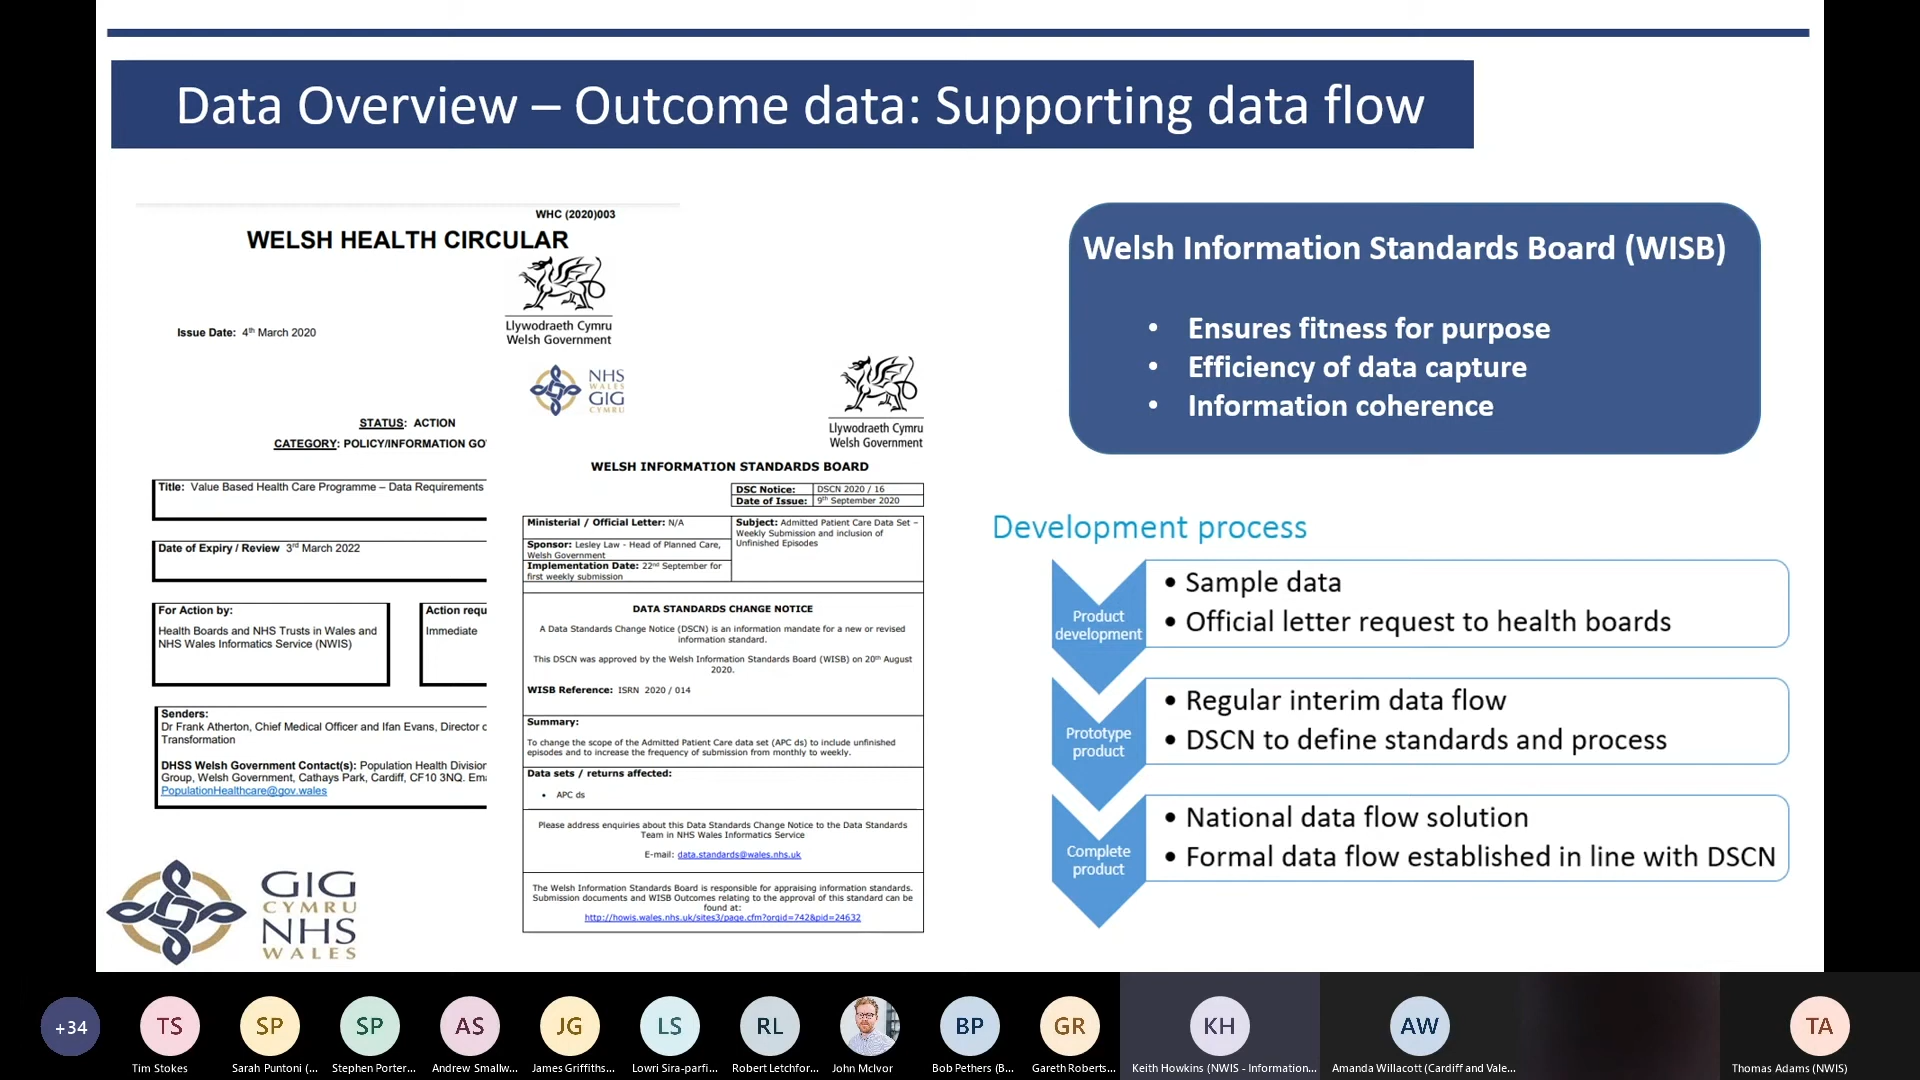 Data Overview – Outcome data: Supporting data flow
WHC (2020)003
WELSH HEALTH CIRCULAR
Llywodraeth Cymru
Welsh Government
Issue Date: 4th March 2020
STATUS: ACTION
CATEGORY: POLICY/INFORMATION GO
Title: Value Based Health Care Programme – Data Requirements
Date of Expiry / Review 3rd March 2022
For Action by:
Health Boards and NHS Trusts in Wales and
NHS Wales Informatics Service (NWIS)
Action requ
Immediate
Senders:
Dr Frank Atherton, Chief Medical Officer and Ifan Evans, Director o
Transformation
DHSS Welsh Government Contact(s): Population Health Division
Group, Welsh Government, Cathays Park, Cardiff, CF10 3NQ. Ema
PopulationHealthcare@gov.wales
GIG
CYMRU
NHS
WALES
NHS
WALES
GIG
CYMRU
Llywodraeth Cymru
Welsh Government
WELSH INFORMATION STANDARDS BOARD
DSC Notice: DSCN 2020 / 16
Date of Issue: 9th September 2020
Ministerial / Official Letter: N/A
Sponsor: Lesley Law - Head of Planned Care,
Welsh Government
Implementation Date: 22nd September for
first weekly submission
Subject: Admitted Patient Care Data Set –
Weekly Submission and inclusion of
Unfinished Episodes
DATA STANDARDS CHANGE NOTICE
A Data Standards Change Notice (DSCN) is an information mandate for a new or revised
information standard.
This DSCN was approved by the Welsh Information Standards Board (WISB) on 20th August
2020.
WISB Reference: ISRN 2020 / 014
Summary:
To change the scope of the Admitted Patient Care data set (APC ds) to include unfinished
episodes and to increase the frequency of submission from monthly to weekly.
Data sets / returns affected:
• APC ds
Please address enquiries about this Data Standards Change Notice to the Data Standards
Team in NHS Wales Informatics Service
E-mail: data.standards@wales.nhs.uk
The Welsh Information Standards Board is responsible for appraising information standards.
Submission documents and WISB Outcomes relating to the approval of this standard can be
found at:
http://howis.wales.nhs.uk/sites3/page.cfm?orgid=742&pid=24632
Welsh Information Standards Board (WISB)
• Ensures fitness for purpose
• Efficiency of data capture
• Information coherence
Development process
Product
development
• Sample data
• Official letter request to health boards
Prototype
product
• Regular interim data flow
• DSCN to define standards and process
Complete
product
• National data flow solution
• Formal data flow established in line with DSCN
+34
TS
SP
SP
AS
JG
LS
RL
BP
GR
KH
AW
TA
Tim Stokes
Sarah Puntoni (...
Stephen Porter...
Andrew Smallw...
James Griffiths...
Lowri Sira-parfi...
Robert Letchfor...
John McIvor
Bob Pethers (B...
Gareth Roberts...
Keith Howkins (NWIS - Information...
Amanda Willacott (Cardiff and Vale...
Thomas Adams (NWIS)